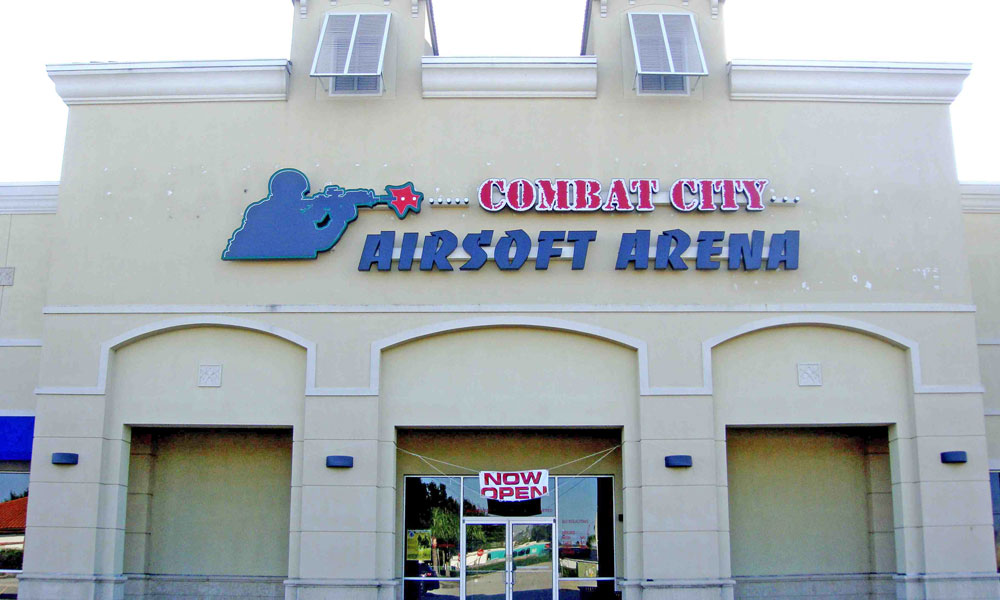 ..... COMBAT CITY ...
AIRSOFT ARENA
NOW
OPEN